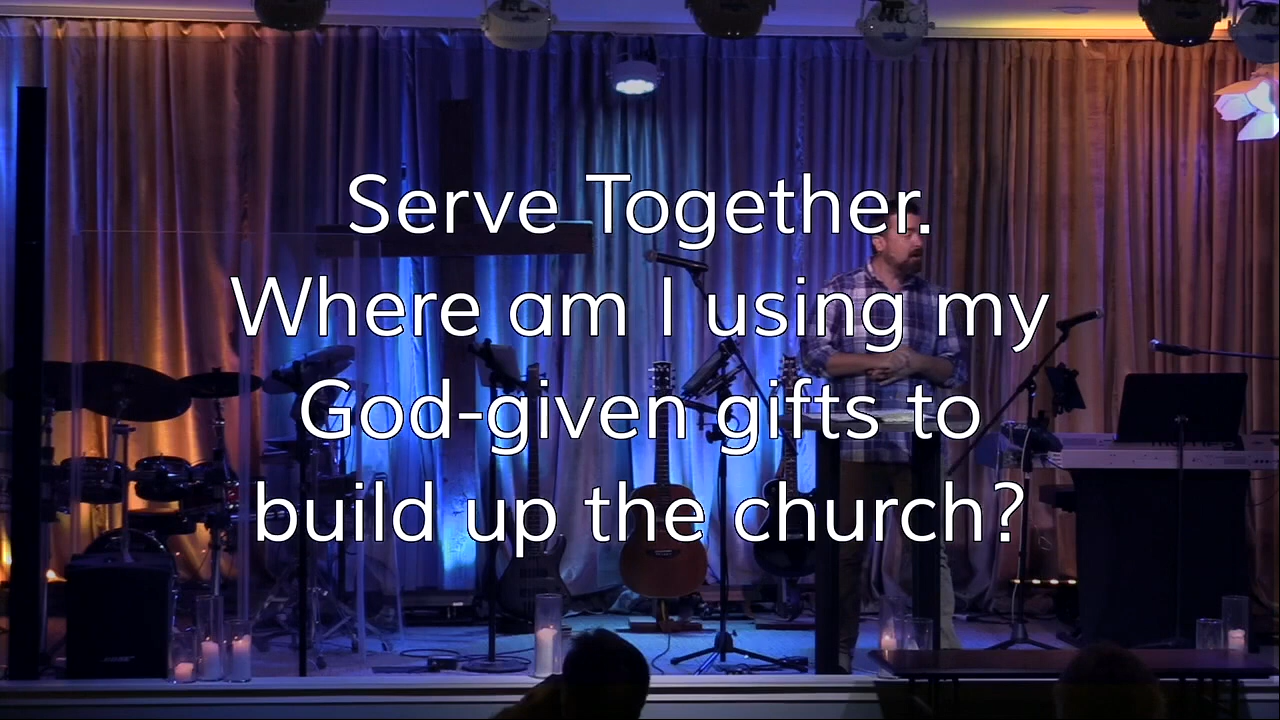 Serve Together.
Where am I using my
God-given gifts to
build up the church?